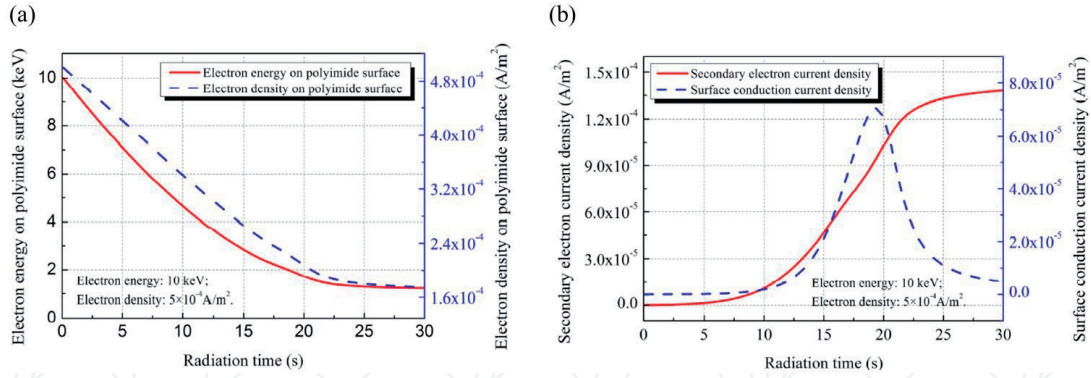 (a)
Electron energy on polyimide surface (keV)
10
8
6
4
2
0
Electron energy on polyimide surface
Electron density on polyimide surface
Electron energy: 10 keV;
Electron density: 5×10⁻⁴A/m².
0 5 10 15 20 25 30
Radiation time (s)
4.8x10⁻⁴
4.0x10⁻⁴
3.2x10⁻⁴
2.4x10⁻⁴
1.6x10⁻⁴
Electron density on polyimide surface (A/m²)
(b)
Secondary electron current density (A/m²)
1.5x10⁻⁴
1.2x10⁻⁴
9.0x10⁻⁵
6.0x10⁻⁵
3.0x10⁻⁵
0.0
Secondary electron current density
Surface conduction current density
Electron energy: 10 keV;
Electron density: 5×10⁻⁴A/m².
0 5 10 15 20 25 30
Radiation time (s)
8.0x10⁻⁵
6.0x10⁻⁵
4.0x10⁻⁵
2.0x10⁻⁵
0.0
Surface conduction current density (A/m²)